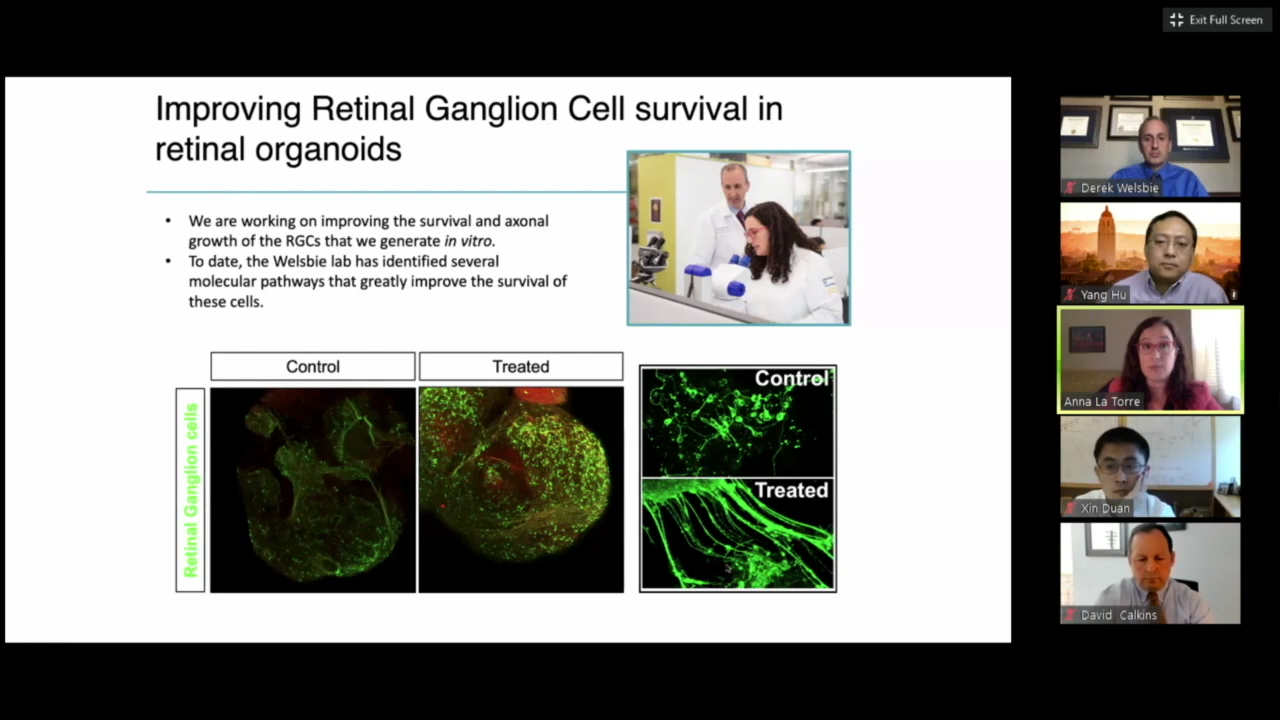 Exit Full Screen
Improving Retinal Ganglion Cell survival in
retinal organoids
• We are working on improving the survival and axonal
growth of the RGCs that we generate in vitro.
• To date, the Welsbie lab has identified several
molecular pathways that greatly improve the survival of
these cells.
Control
Treated
Retinal Ganglion cells
Control
Treated
Derek Welsbie
Yang Hu
Anna La Torre
Xin Duan
David Calkins